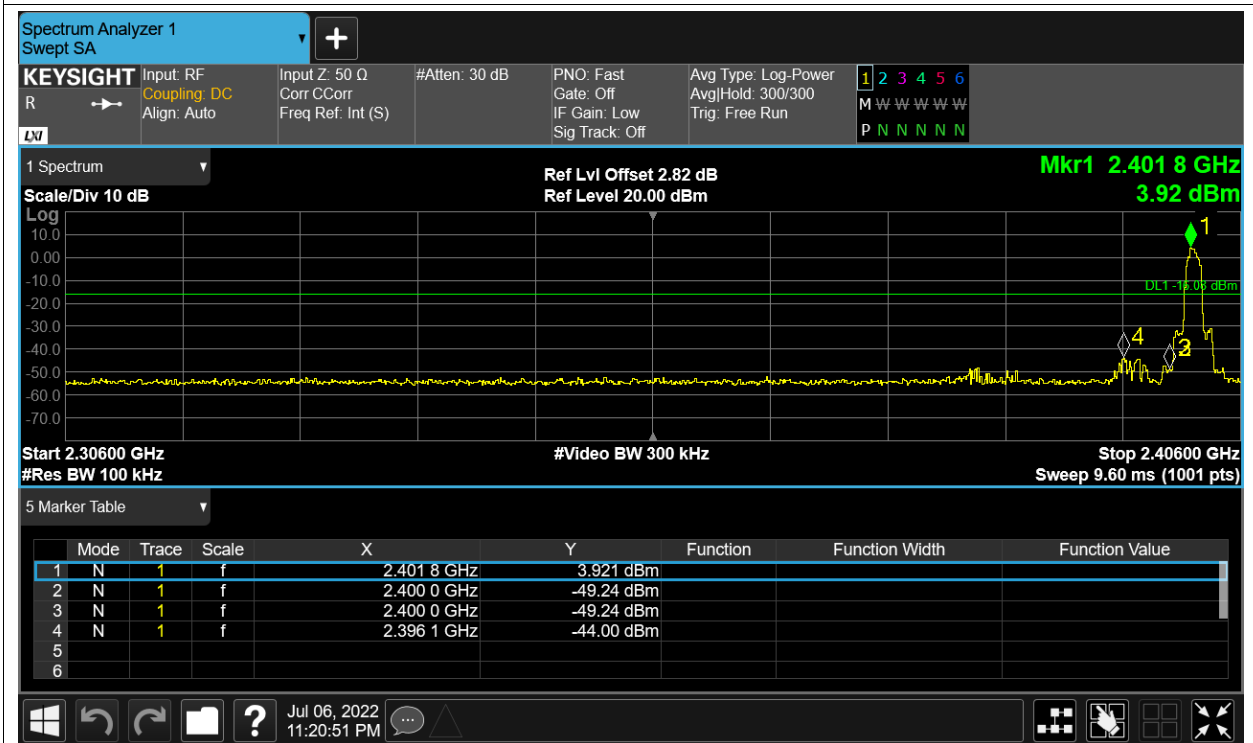 Spectrum Analyzer 1
Swept SA
+
KEYSIGHT Input: RF Input Z: 50 Ω #Atten: 30 dB PNO: Fast Avg Type: Log-Power 1 2 3 4 5 6
R Coupling: DC Corr CCorr Gate: Off Avg|Hold: 300/300 M W W W W W
Align: Auto Freq Ref: Int (S) IF Gain: Low Trig: Free Run
LXI Sig Track: Off P N N N N N
1 Spectrum Ref Lvl Offset 2.82 dB Mkr1 2.401 8 GHz
Scale/Div 10 dB Ref Level 20.00 dBm 3.92 dBm
Log
1
10.0
0.00
-10.0
DL1 -16.08 dBm
-20.0
-30.0
4
-40.0
-50.0
-60.0
-70.0
Start 2.30600 GHz #Video BW 300 kHz Stop 2.40600 GHz
#Res BW 100 kHz Sweep 9.60 ms (1001 pts)
5 Marker Table
Mode Trace Scale X Y Function Function Width Function Value
1 N 1 f 2.401 8 GHz 3.921 dBm
2 N 1 f 2.400 0 GHz -49.24 dBm
3 N 1 f 2.400 0 GHz -49.24 dBm
4 N 1 f 2.396 1 GHz -44.00 dBm
5
6
? Jul 06, 2022
11:20:51 PM